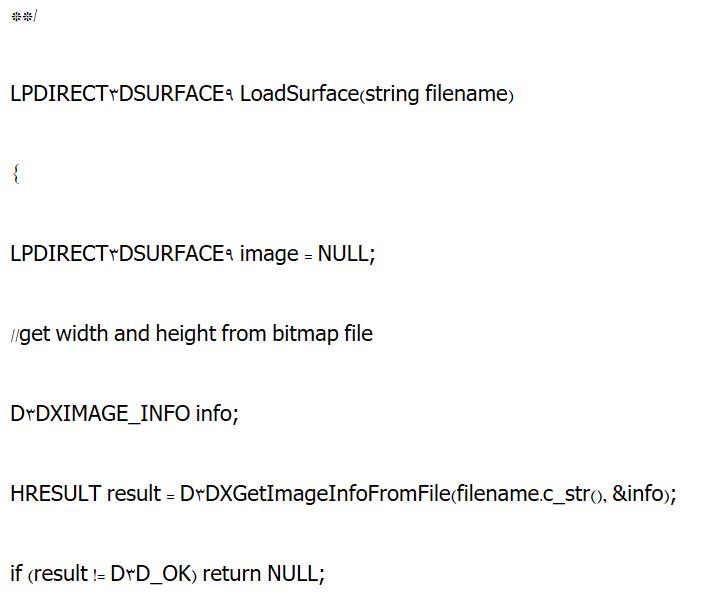 **/
LPDIRECT۳DSURFACE۹ LoadSurface(string filename)
{
LPDIRECT۳DSURFACE۹ image = NULL;
//get width and height from bitmap file
D۳DXIMAGE_INFO info;
HRESULT result = D۳DXGetImageInfoFromFile(filename.c_str(), &info);
if (result != D۳D_OK) return NULL;